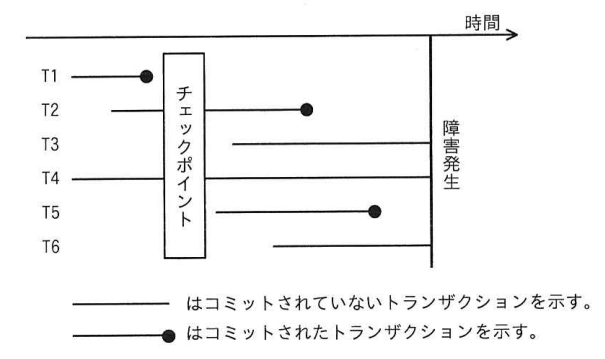 時間
T1
T2
T3
T4
T5
T6
チェックポイント
障害発生
はコミットされていないトランザクションを示す。
はコミットされたトランザクションを示す。